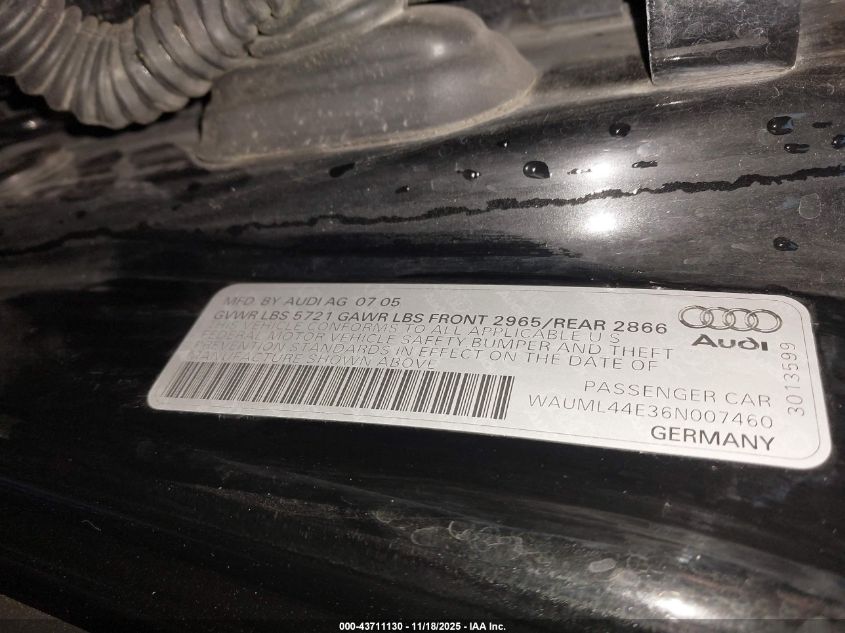 MFD. BY AUDI AG 07 05
GVWR LBS 5721 GAWR LBS FRONT 2965/REAR 2866
THIS VEHICLE CONFORMS TO ALL APPLICABLE U S
FEDERAL MOTOR VEHICLE SAFETY BUMPER AND THEFT
PREVENTION STANDARDS IN EFFECT ON THE DATE OF
MANUFACTURE SHOWN ABOVE
PASSENGER CAR
WAUML44E36N007460
GERMANY
Audi
3013599
000-43711130 - 11/18/2025 - IAA Inc.